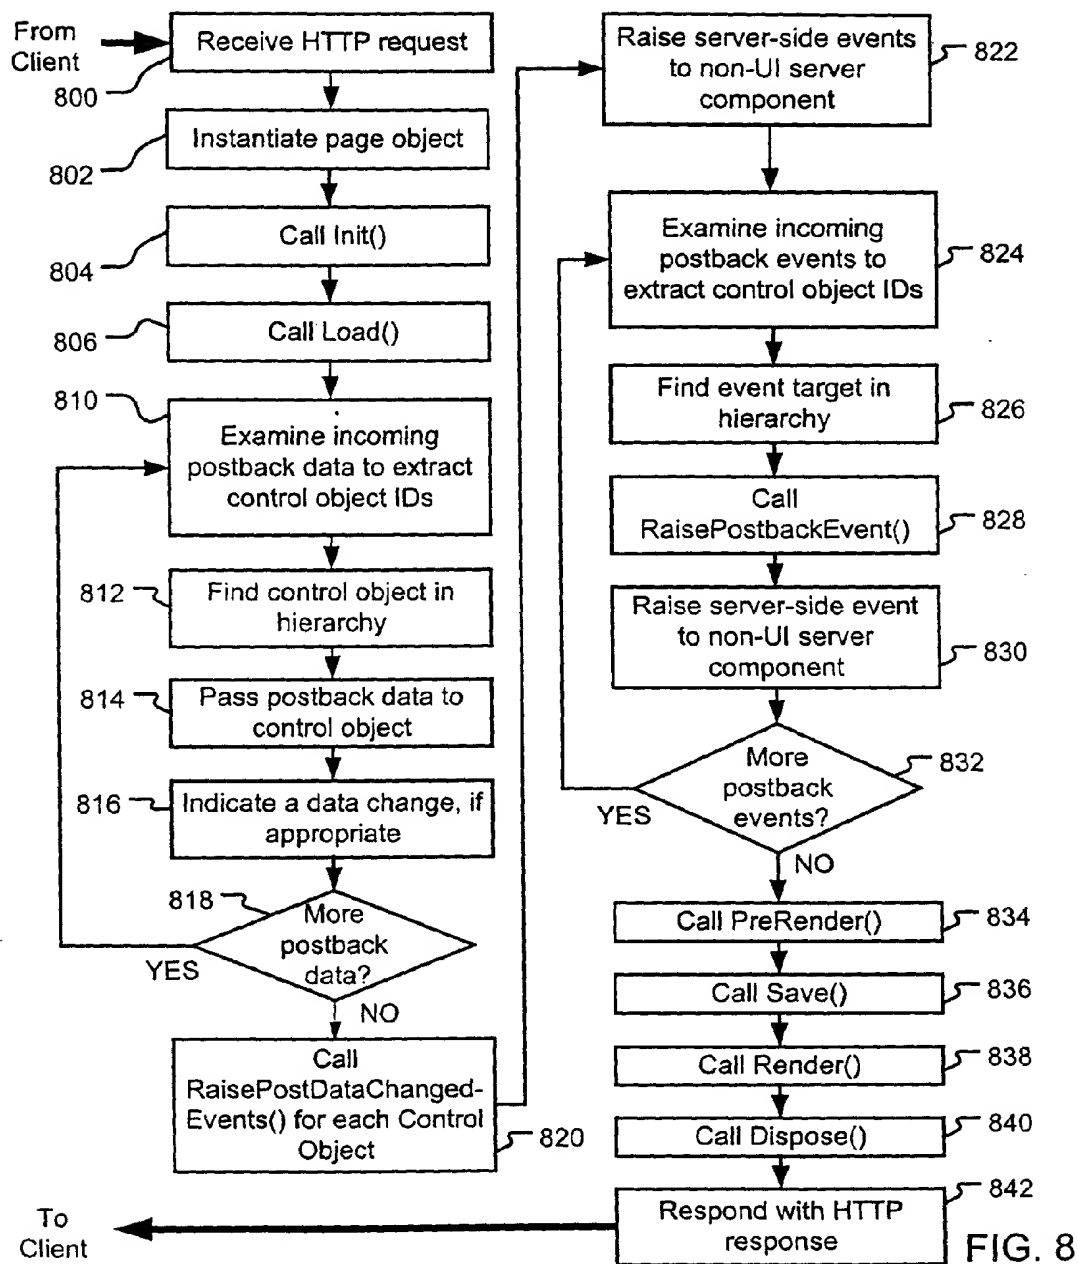 From
Client
Receive HTTP request
800
Instantiate page object
802
Call Init()
804
Call Load()
806
810
Examine incoming
postback data to extract
control object IDs
812
Find control object in
hierarchy
814
Pass postback data to
control object
816
Indicate a data change, if
appropriate
818
More
postback
data?
YES
NO
Call
RaisePostDataChanged-
Events() for each Control
Object
820
Raise server-side events
to non-UI server
component
822
Examine incoming
postback events to
extract control object IDs
824
Find event target in
hierarchy
826
Call
RaisePostbackEvent()
828
Raise server-side event
to non-UI server
component
830
More
postback
events?
832
YES
NO
Call PreRender()
834
Call Save()
836
Call Render()
838
Call Dispose()
840
Respond with HTTP
response
842
To
Client
FIG. 8